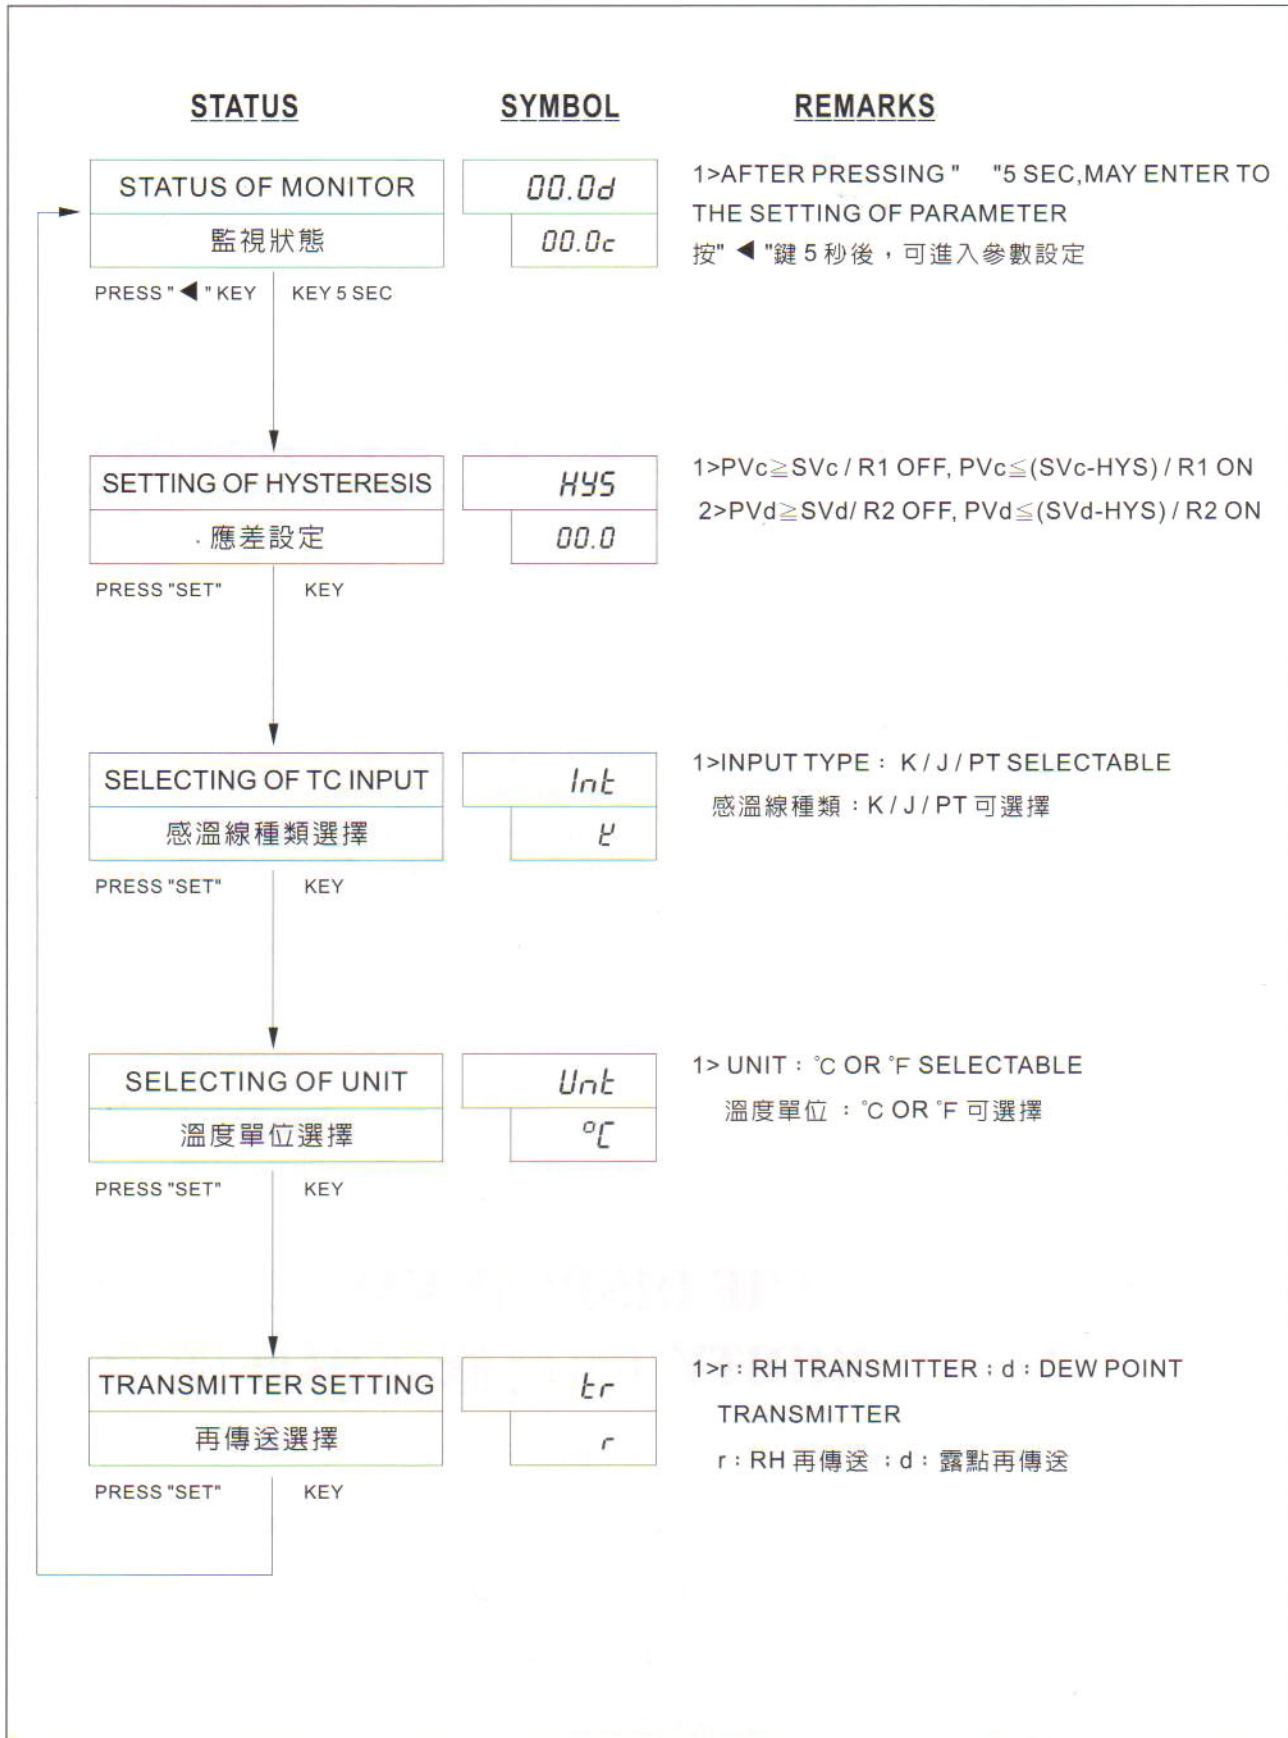 STATUS SYMBOL REMARKS
STATUS OF MONITOR
監視狀態
00.0d
00.0c
1>AFTER PRESSING " "5 SEC,MAY ENTER TO
THE SETTING OF PARAMETER
按" ◀ "鍵 5 秒後，可進入參數設定
PRESS " ◀ " KEY KEY 5 SEC
SETTING OF HYSTERESIS
應差設定
HYS
00.0
1>PVc≧SVc / R1 OFF, PVc≦(SVc-HYS) / R1 ON
2>PVd≧SVd/ R2 OFF, PVd≦(SVd-HYS) / R2 ON
PRESS "SET" KEY
SELECTING OF TC INPUT
感溫線種類選擇
Int
K
1>INPUT TYPE : K / J / PT SELECTABLE
感溫線種類 : K / J / PT 可選擇
PRESS "SET" KEY
SELECTING OF UNIT
溫度單位選擇
Unt
°C
1> UNIT : ℃ OR ℉ SELECTABLE
溫度單位 : ℃ OR ℉ 可選擇
PRESS "SET" KEY
TRANSMITTER SETTING
再傳送選擇
tr
r
1>r : RH TRANSMITTER ; d : DEW POINT
TRANSMITTER
r : RH 再傳送 ; d : 露點再傳送
PRESS "SET" KEY